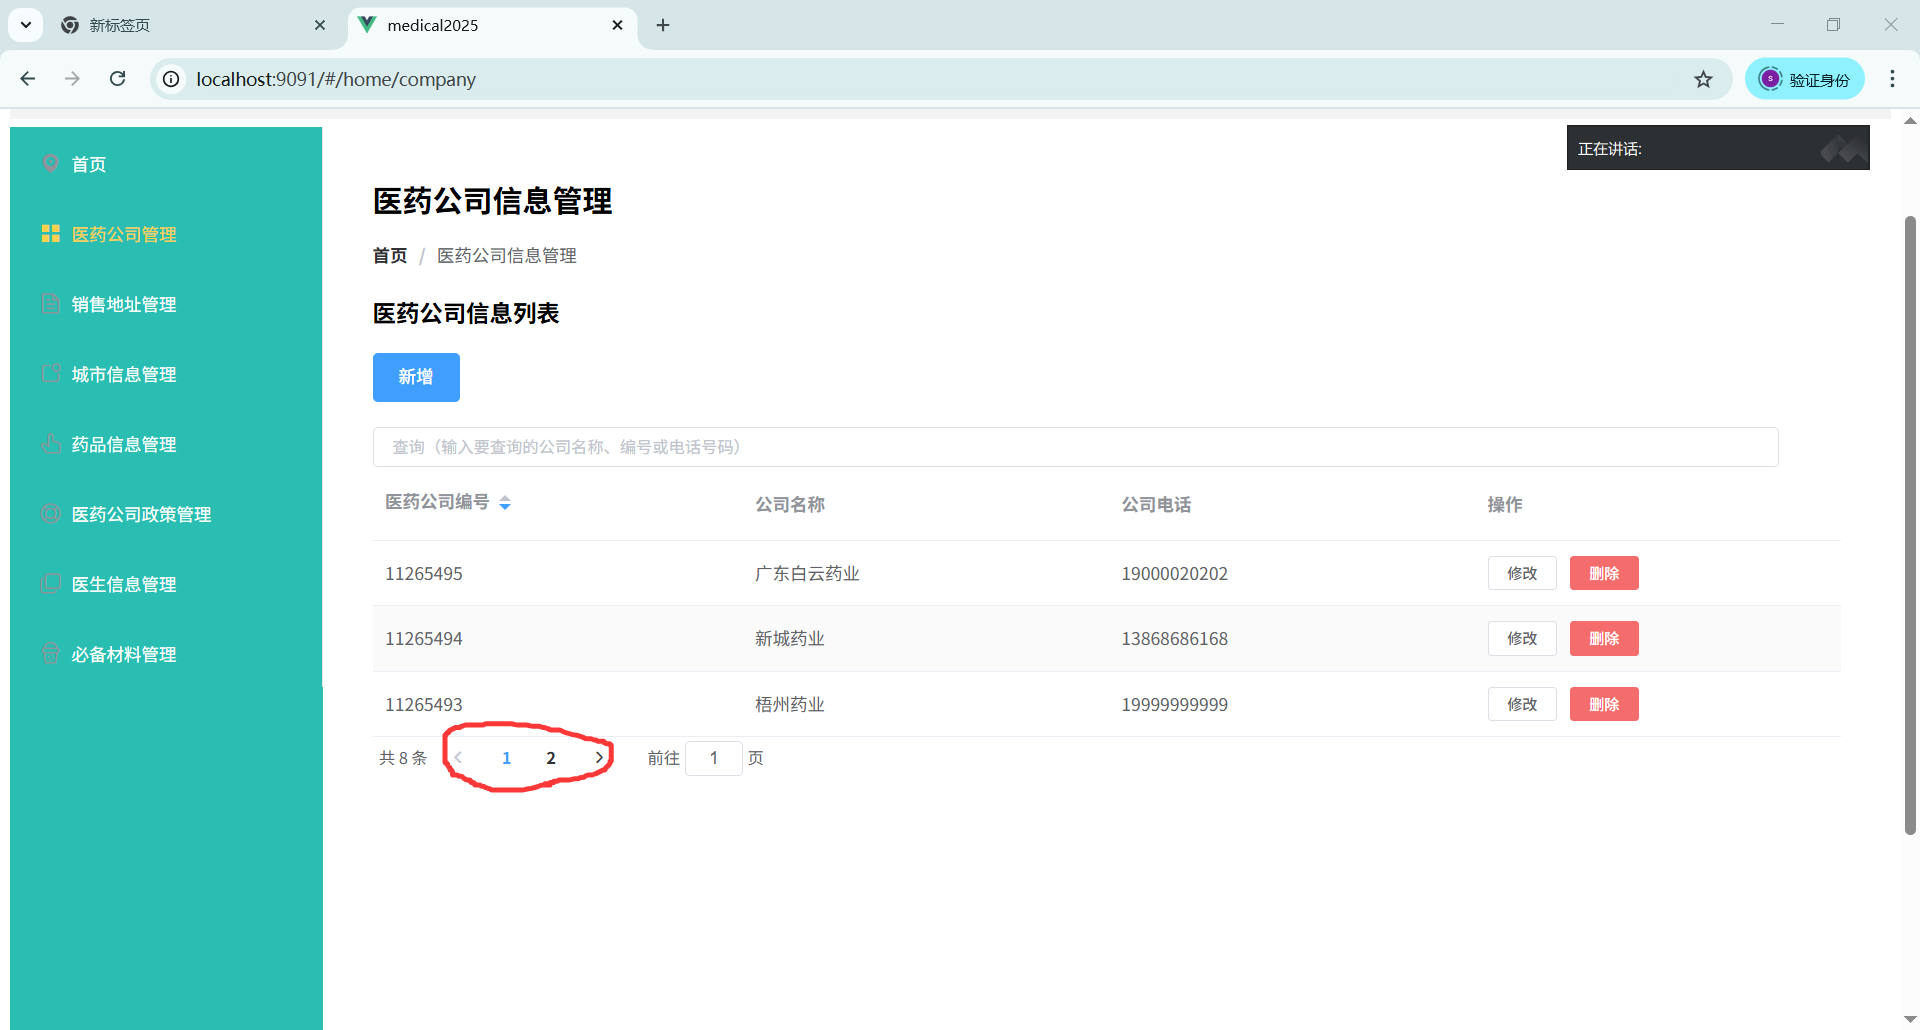 新标签页
medical2025
localhost:9091/#/home/company
S
验证身份
正在讲话:
首页
医药公司管理
销售地址管理
城市信息管理
药品信息管理
医药公司政策管理
医生信息管理
必备材料管理
医药公司信息管理
首页 / 医药公司信息管理
医药公司信息列表
新增
查询（输入要查询的公司名称、编号或电话号码）
医药公司编号 公司名称 公司电话 操作
11265495 广东白云药业 19000020202 修改 删除
11265494 新城药业 13868686168 修改 删除
11265493 梧州药业 19999999999 修改 删除
共 8 条 1 2 前往 1 页